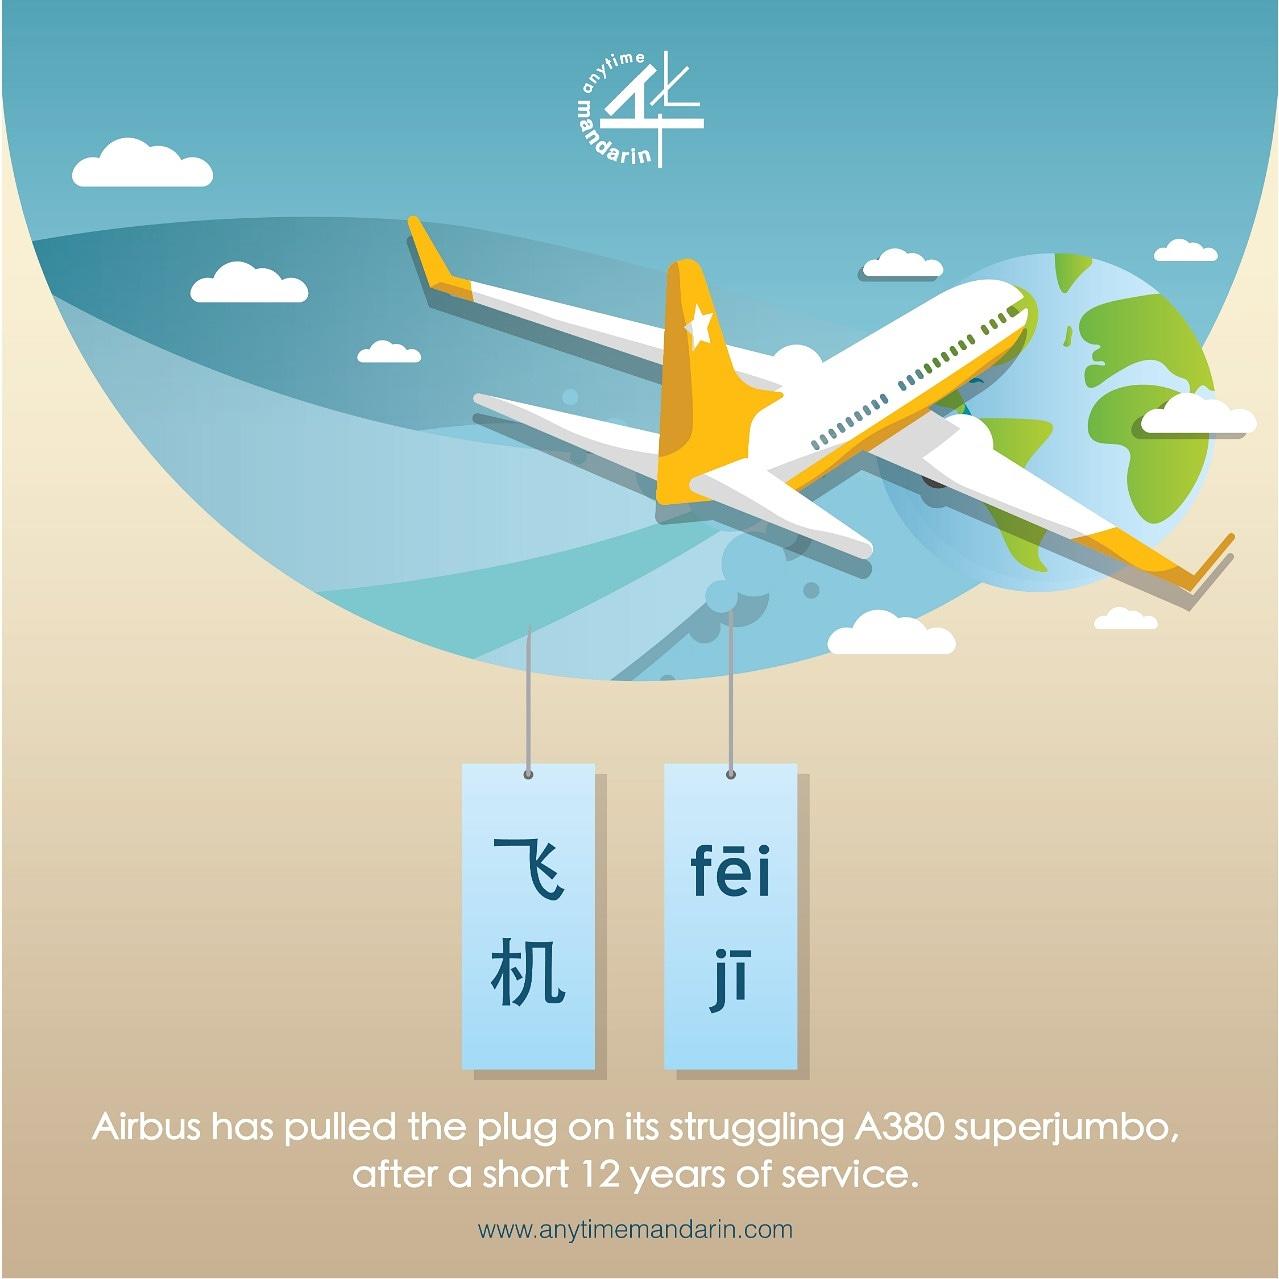 anytime mandarin
飞
机
fēi
jī
Airbus has pulled the plug on its struggling A380 superjumbo,
after a short 12 years of service.
www.anytimemandarin.com